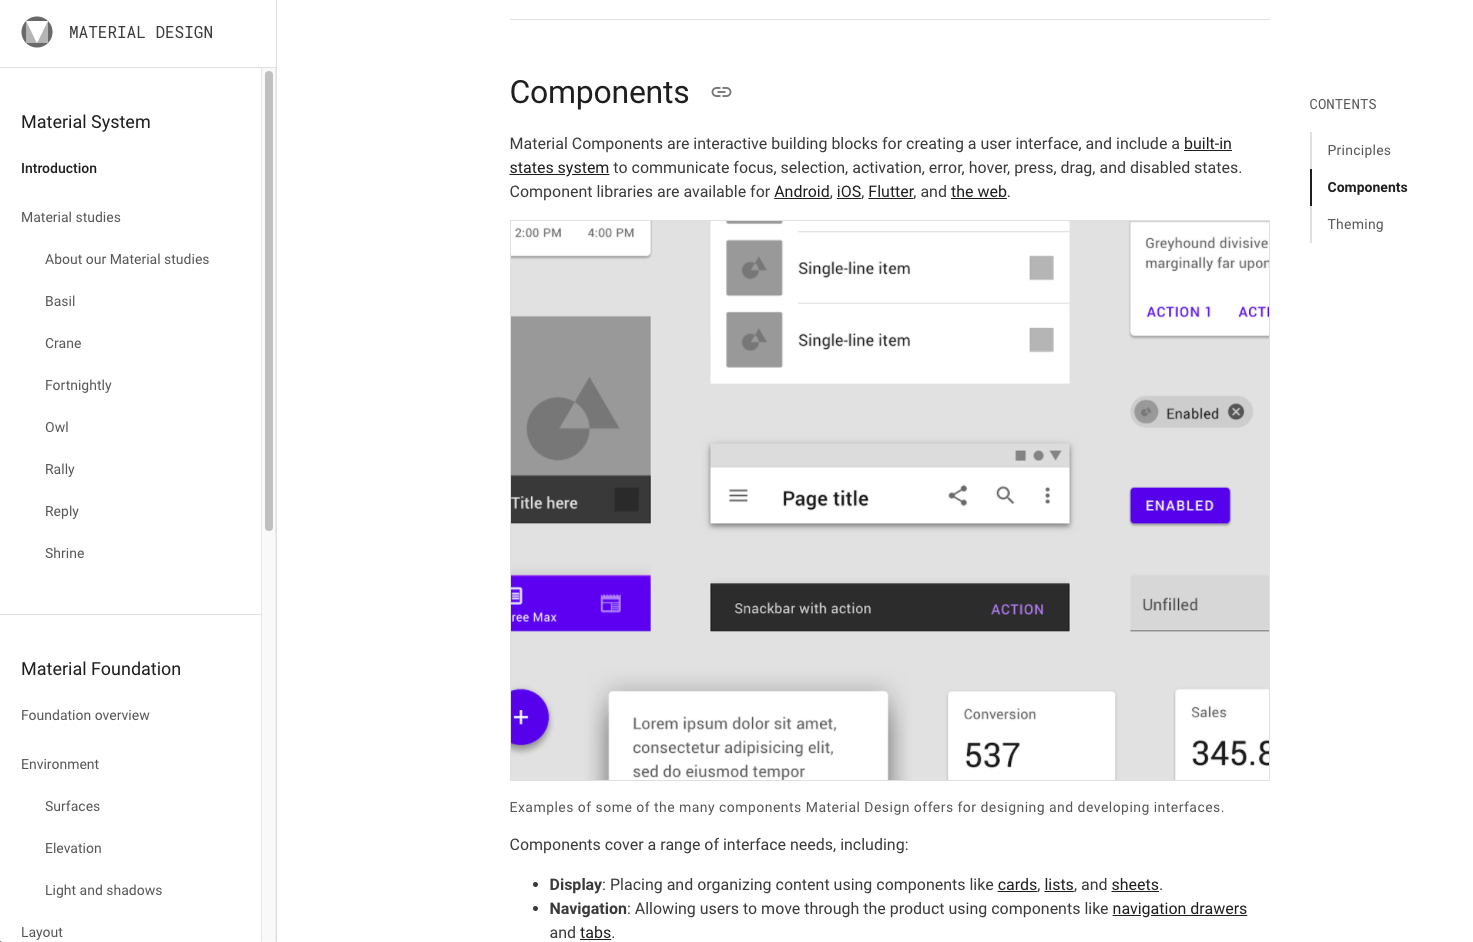 MATERIAL DESIGN
Material System
Introduction
Material studies
About our Material studies
Basil
Crane
Fortnightly
Owl
Rally
Reply
Shrine
Material Foundation
Foundation overview
Environment
Surfaces
Elevation
Light and shadows
Layout
Components
Material Components are interactive building blocks for creating a user interface, and include a built-in
states system to communicate focus, selection, activation, error, hover, press, drag, and disabled states.
Component libraries are available for Android, iOS, Flutter, and the web.
2:00 PM 4:00 PM
Single-line item
Single-line item
Greyhound divisive
marginally far upon
ACTION 1 ACTI
Enabled
Title here
Page title
ENABLED
ree Max
Snackbar with action ACTION
Unfilled
Lorem ipsum dolor sit amet,
consectetur adipisicing elit,
sed do eiusmod tempor
Conversion
537
Sales
345.8
Examples of some of the many components Material Design offers for designing and developing interfaces.
Components cover a range of interface needs, including:
• Display: Placing and organizing content using components like cards, lists, and sheets.
• Navigation: Allowing users to move through the product using components like navigation drawers
and tabs.
CONTENTS
Principles
Components
Theming